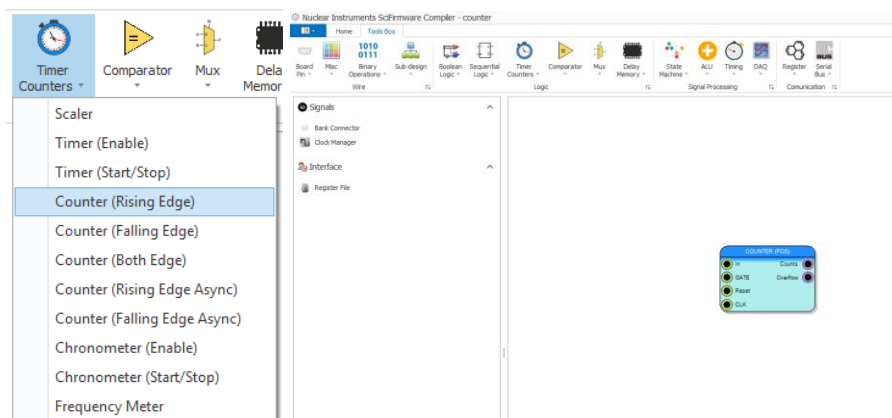 Timer
Counters
Comparator
Mux
Dela
Memor
Scaler
Timer (Enable)
Timer (Start/Stop)
Counter (Rising Edge)
Counter (Falling Edge)
Counter (Both Edge)
Counter (Rising Edge Async)
Counter (Falling Edge Async)
Chronometer (Enable)
Chronometer (Start/Stop)
Frequency Meter
Nuclear Instruments SciFirmware Compiler - counter
Home Tools Box
1010
0111
Board
Pin
Misc
Binary
Operations
Sub-design
Boolean
Logic
Sequential
Logic
Timer
Counters
Comparator
Mux
Delay
Memory
State
Machine
ALU
Timing
DAQ
Register
BUS
Serial
Bus
Wire
Logic
Signal Processing
Comunication
Signals
Bank Connector
Clock Manager
Interface
Register File
COUNTER (POS)
In Counts
GATE Overflow
Reset
CLK